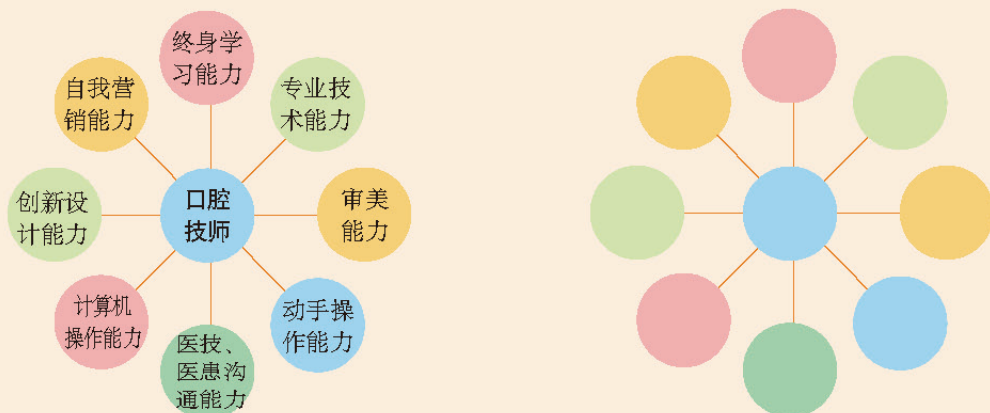 终身学
习能力
专业技
术能力
审美
能力
动手操
作能力
医技、
医患沟
通能力
计算机
操作能力
创新设
计能力
自我营
销能力
口腔
技师